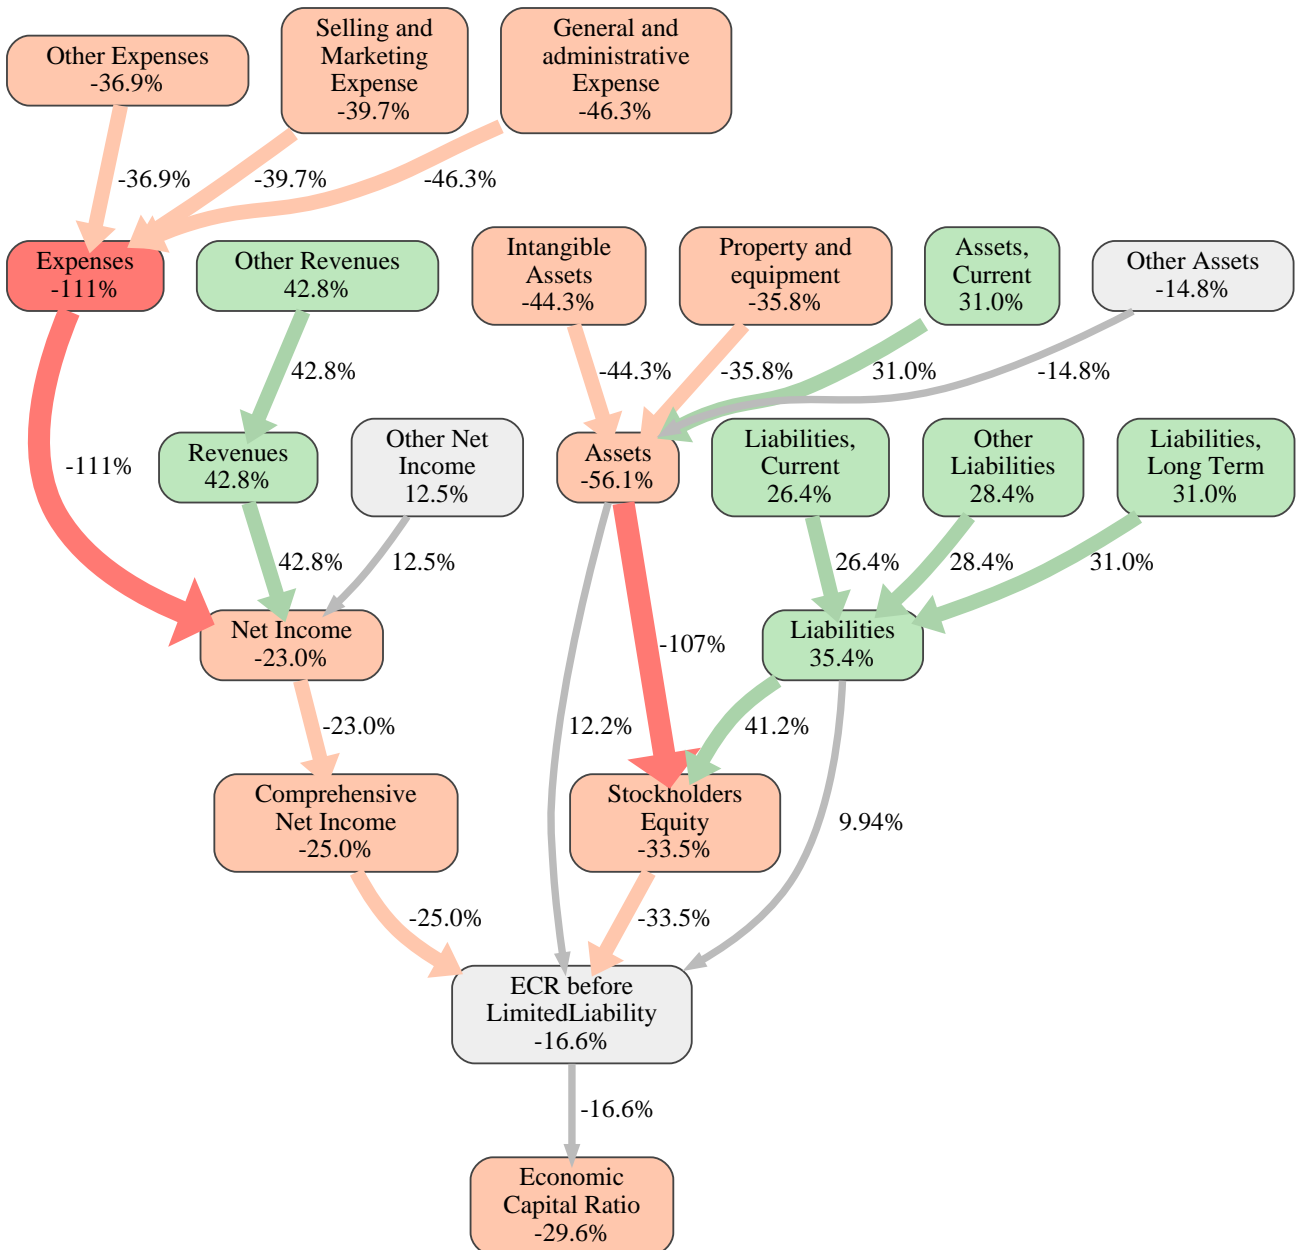 Other Expenses
-36.9%
Selling and
Marketing
Expense
-39.7%
General and
administrative
Expense
-46.3%
-36.9%
-39.7%
-46.3%
Expenses
-111%
Other Revenues
42.8%
Intangible
Assets
-44.3%
Property and
equipment
-35.8%
Assets,
Current
31.0%
Other Assets
-14.8%
42.8%
-44.3%
-35.8%
31.0%
-14.8%
-111%
Revenues
42.8%
Other Net
Income
12.5%
Assets
-56.1%
Liabilities,
Current
26.4%
Other
Liabilities
28.4%
Liabilities,
Long Term
31.0%
42.8%
12.5%
26.4%
28.4%
31.0%
Net Income
-23.0%
-107%
Liabilities
35.4%
-23.0%
12.2%
41.2%
Comprehensive
Net Income
-25.0%
Stockholders
Equity
-33.5%
9.94%
-25.0%
-33.5%
ECR before
LimitedLiability
-16.6%
-16.6%
Economic
Capital Ratio
-29.6%